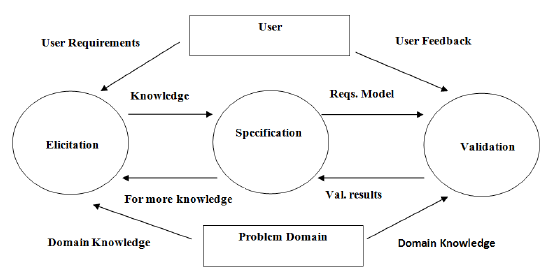 User
User Requirements
User Feedback
Knowledge
Reqs. Model
Elicitation
Specification
Validation
For more knowledge
Val. results
Domain Knowledge
Problem Domain
Domain Knowledge